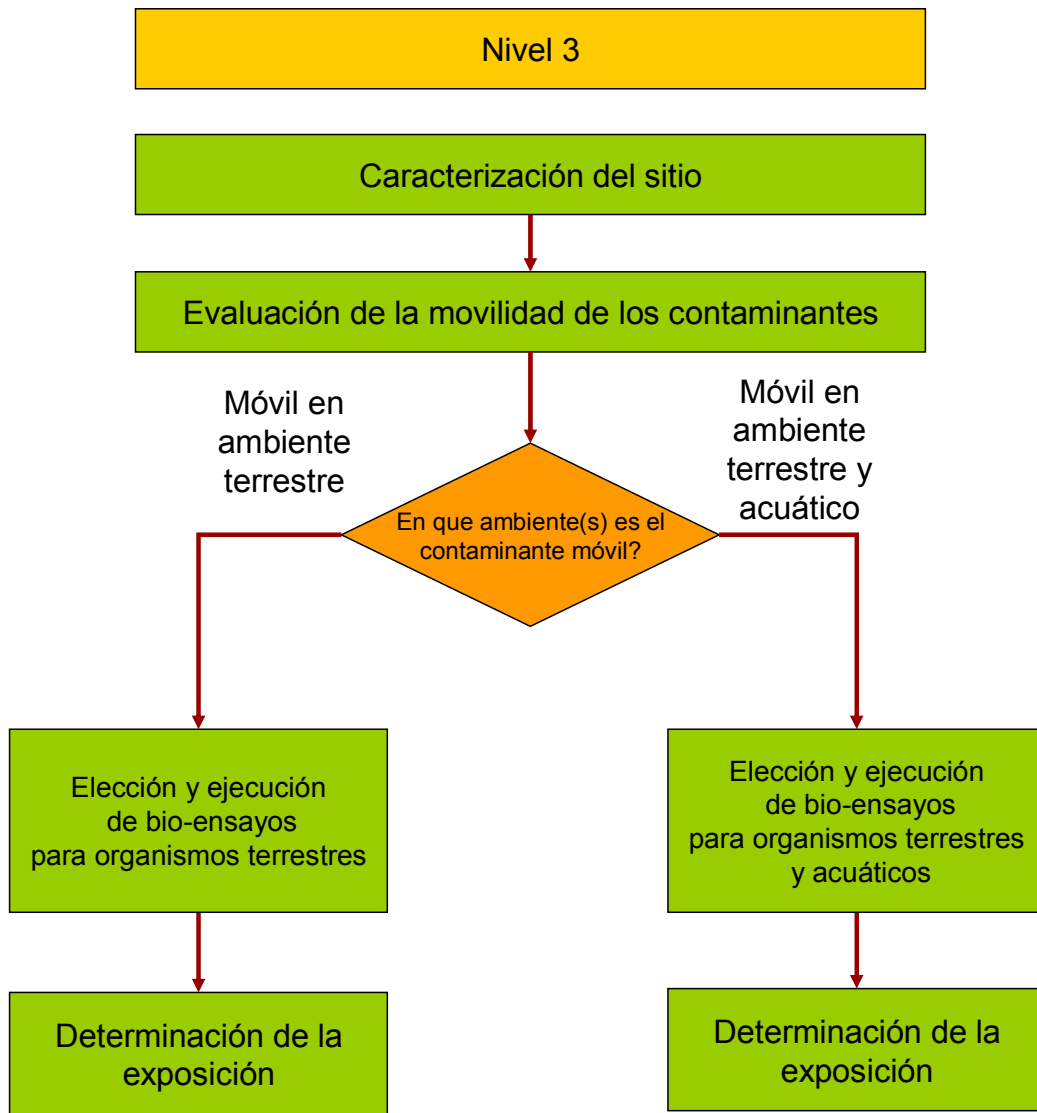 Nivel 3
Caracterización del sitio
Evaluación de la movilidad de los contaminantes
Móvil en
ambiente
terrestre
Móvil en
ambiente
terrestre y
acuático
En que ambiente(s) es el
contaminante móvil?
Elección y ejecución
de bio-ensayos
para organismos terrestres
Elección y ejecución
de bio-ensayos
para organismos terrestres
y acuáticos
Determinación de la
exposición
Determinación de la
exposición